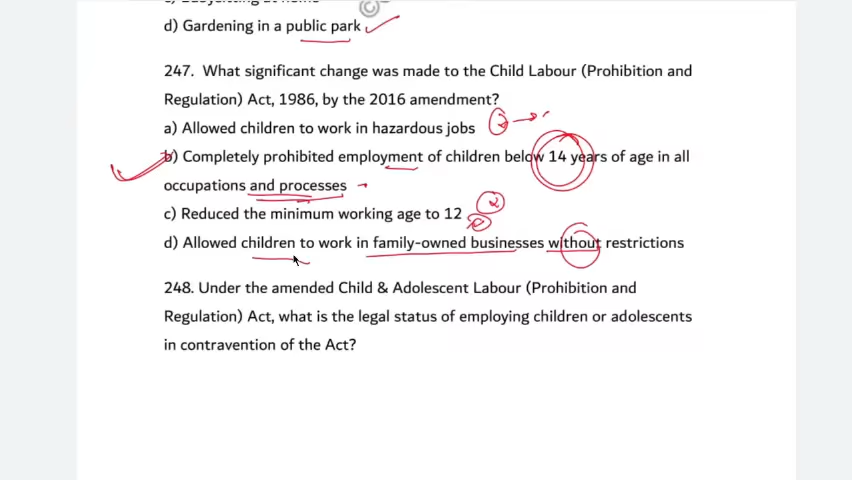 d) Gardening in a public park
247. What significant change was made to the Child Labour (Prohibition and
Regulation) Act, 1986, by the 2016 amendment?
a) Allowed children to work in hazardous jobs
b) Completely prohibited employment of children below 14 years of age in all
occupations and processes
c) Reduced the minimum working age to 12
d) Allowed children to work in family-owned businesses without restrictions
248. Under the amended Child & Adolescent Labour (Prohibition and
Regulation) Act, what is the legal status of employing children or adolescents
in contravention of the Act?